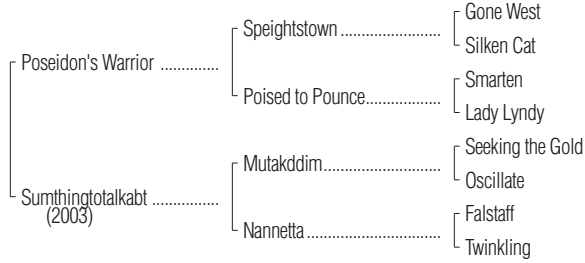 Gone West
Speightstown
Silken Cat
Poseidon's Warrior
Smarten
Poised to Pounce
Lady Lyndy
Seeking the Gold
Mutakddim
Oscillate
Sumthingtotalkabt
(2003)
Falstaff
Nannetta
Twinkling